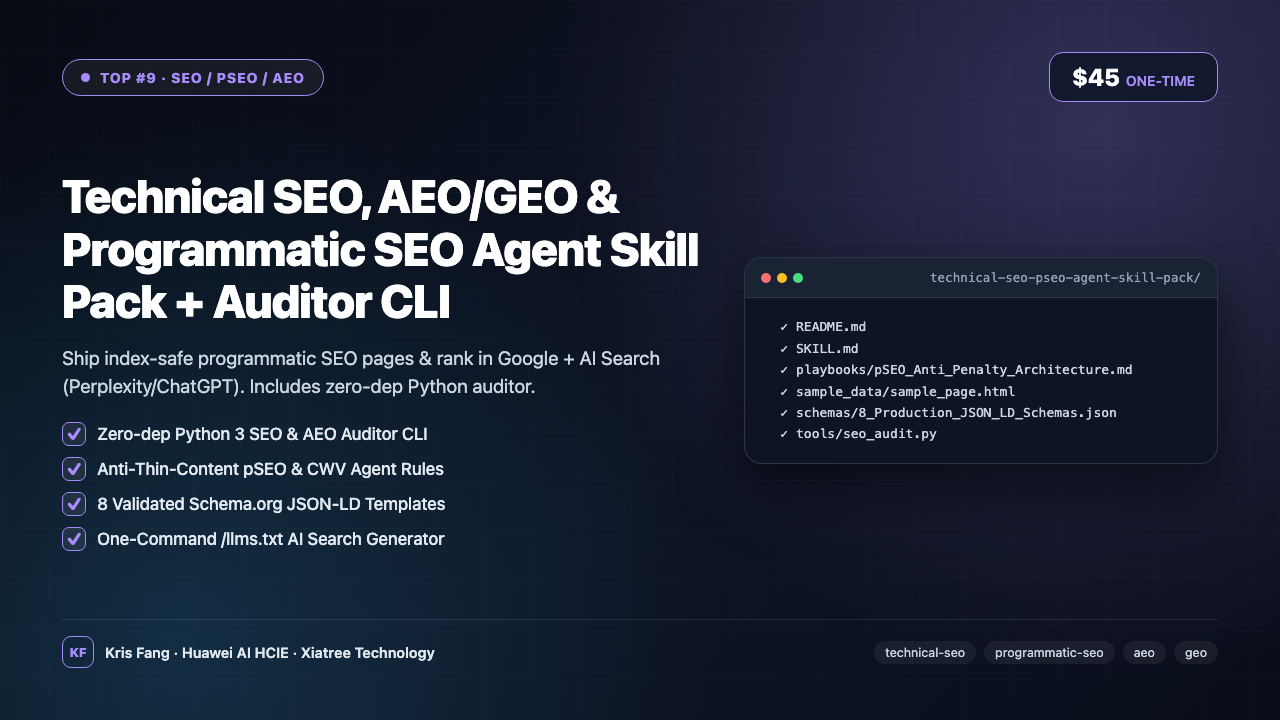 TOP #9 · SEO / PSEO / AEO
$45 ONE-TIME
Technical SEO, AEO/GEO &
Programmatic SEO Agent Skill
Pack + Auditor CLI
Ship index-safe programmatic SEO pages & rank in Google + AI Search
(Perplexity/ChatGPT). Includes zero-dep Python auditor.
Zero-dep Python 3 SEO & AEO Auditor CLI
Anti-Thin-Content pSEO & CWV Agent Rules
8 Validated Schema.org JSON-LD Templates
One-Command /llms.txt AI Search Generator
technical-seo-pseo-agent-skill-pack/
✓ README.md
✓ SKILL.md
✓ playbooks/pSEO_Anti_Penalty_Architecture.md
✓ sample_data/sample_page.html
✓ schemas/8_Production_JSON_LD_Schemas.json
✓ tools/seo_audit.py
KF Kris Fang · Huawei AI HCIE · Xiatree Technology
technical-seo programmatic-seo aeo geo